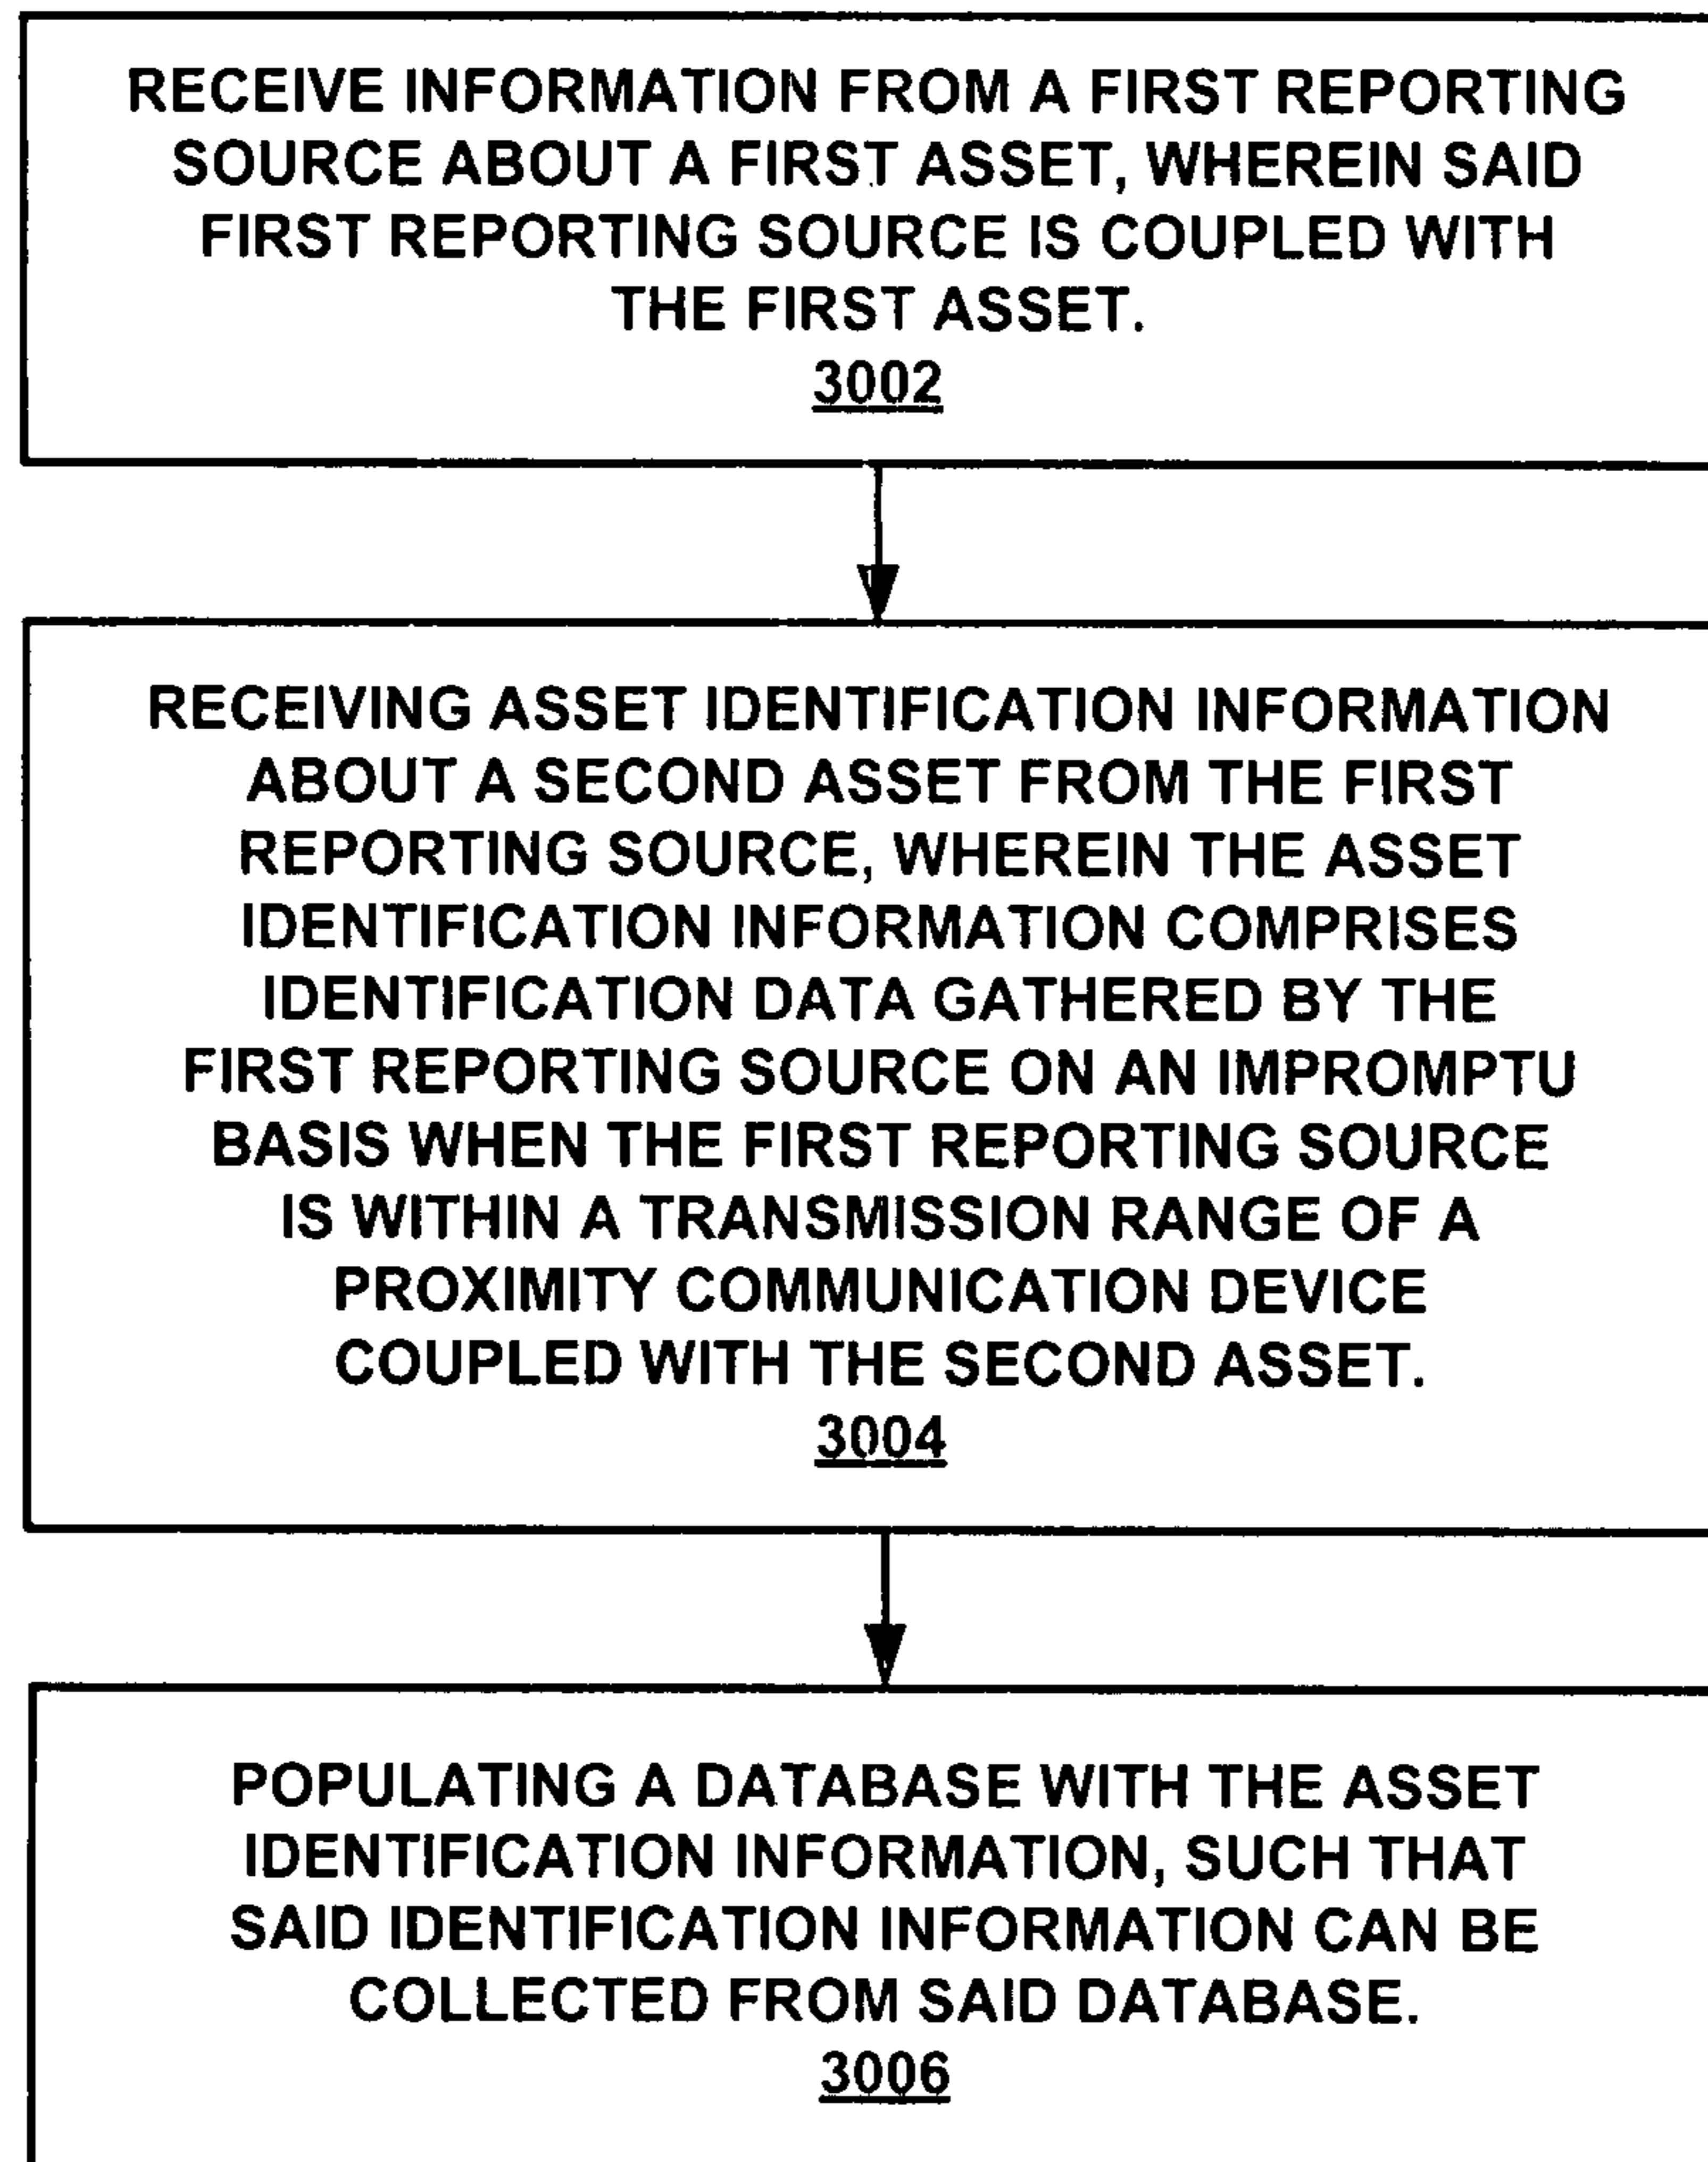 RECEIVE INFORMATION FROM A FIRST REPORTING
SOURCE ABOUT A FIRST ASSET, WHEREIN SAID
FIRST REPORTING SOURCE IS COUPLED WITH
THE FIRST ASSET.
3002
RECEIVING ASSET IDENTIFICATION INFORMATION
ABOUT A SECOND ASSET FROM THE FIRST
REPORTING SOURCE, WHEREIN THE ASSET
IDENTIFICATION INFORMATION COMPRISES
IDENTIFICATION DATA GATHERED BY THE
FIRST REPORTING SOURCE ON AN IMPROMPTU
BASIS WHEN THE FIRST REPORTING SOURCE
IS WITHIN A TRANSMISSION RANGE OF A
PROXIMITY COMMUNICATION DEVICE
COUPLED WITH THE SECOND ASSET.
3004
POPULATING A DATABASE WITH THE ASSET
IDENTIFICATION INFORMATION, SUCH THAT
SAID IDENTIFICATION INFORMATION CAN BE
COLLECTED FROM SAID DATABASE.
3006